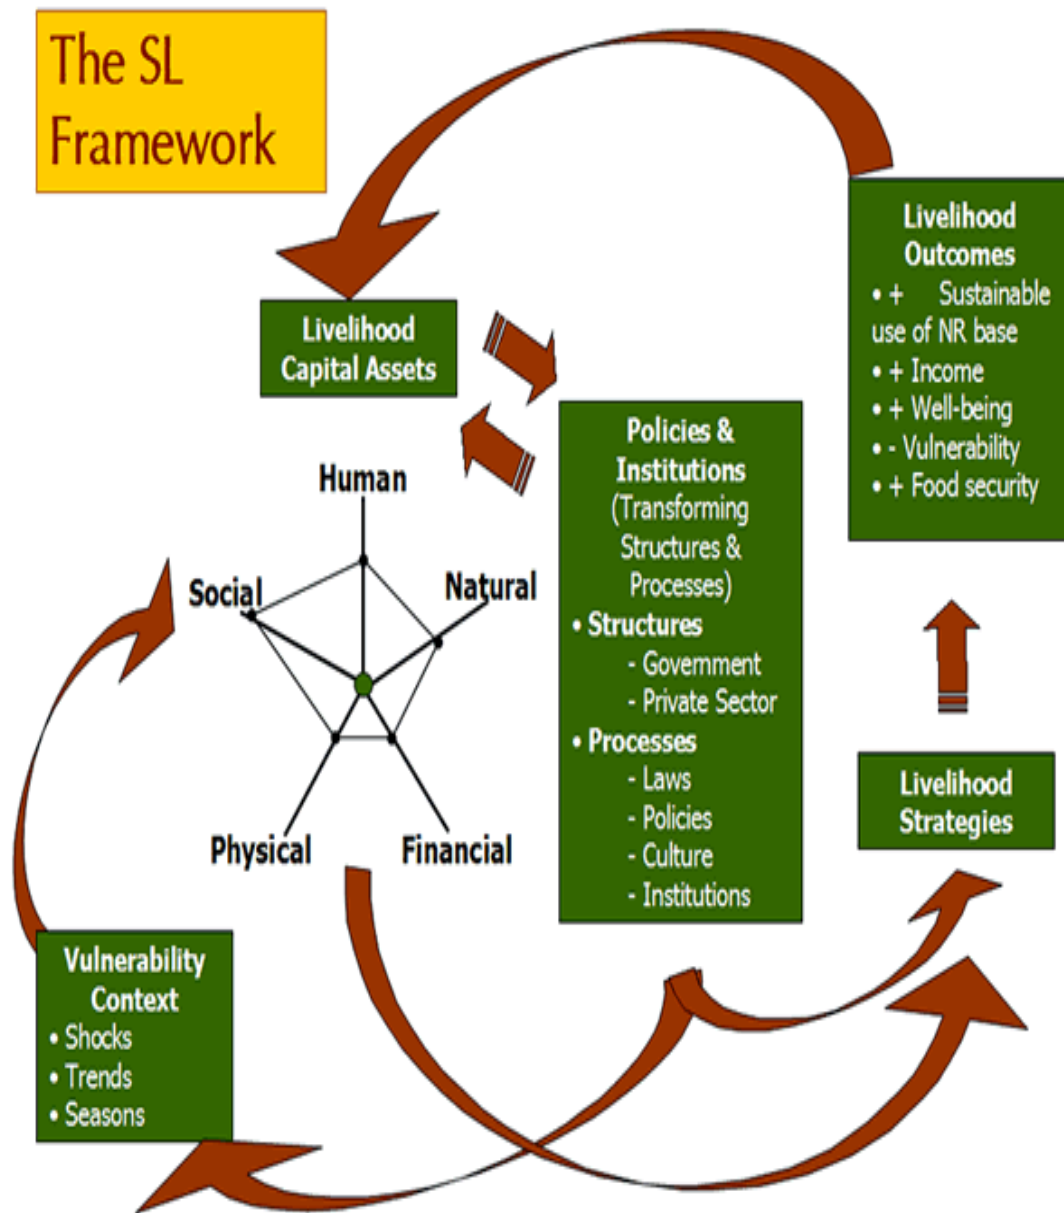 The SL
Framework
Livelihood
Outcomes
• + Sustainable
use of NR base
• + Income
• + Well-being
• - Vulnerability
• + Food security
Livelihood
Capital Assets
Policies &
Institutions
(Transforming
Structures &
Processes)
• Structures
- Government
- Private Sector
• Processes
- Laws
- Policies
- Culture
- Institutions
Human
Social
Natural
Physical
Financial
Livelihood
Strategies
Vulnerability
Context
• Shocks
• Trends
• Seasons